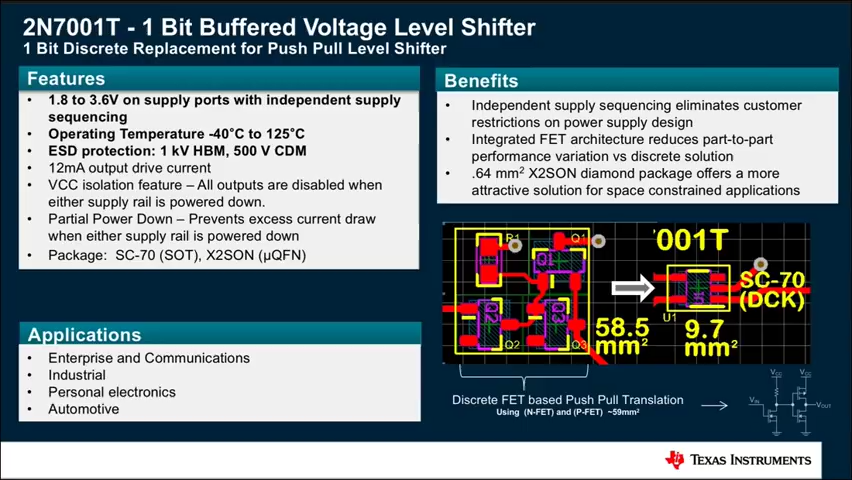 2N7001T - 1 Bit Buffered Voltage Level Shifter
1 Bit Discrete Replacement for Push Pull Level Shifter
Features
• 1.8 to 3.6V on supply ports with independent supply
sequencing
• Operating Temperature -40°C to 125°C
• ESD protection: 1 kV HBM, 500 V CDM
• 12mA output drive current
• VCC isolation feature – All outputs are disabled when
either supply rail is powered down.
• Partial Power Down – Prevents excess current draw
when either supply rail is powered down
• Package: SC-70 (SOT), X2SON (µQFN)
Applications
• Enterprise and Communications
• Industrial
• Personal electronics
• Automotive
Benefits
• Independent supply sequencing eliminates customer
restrictions on power supply design
• Integrated FET architecture reduces part-to-part
performance variation vs discrete solution
• .64 mm² X2SON diamond package offers a more
attractive solution for space constrained applications
R1
Q1
Q1
Q2
Q3
Q2
Q3
58.5
mm²
7001T
U1
SC-70
(DCK)
U1
9.7
mm²
Discrete FET based Push Pull Translation
Using (N-FET) and (P-FET) ~59mm²
VCC
VCC
VIN
VOUT
TEXAS INSTRUMENTS